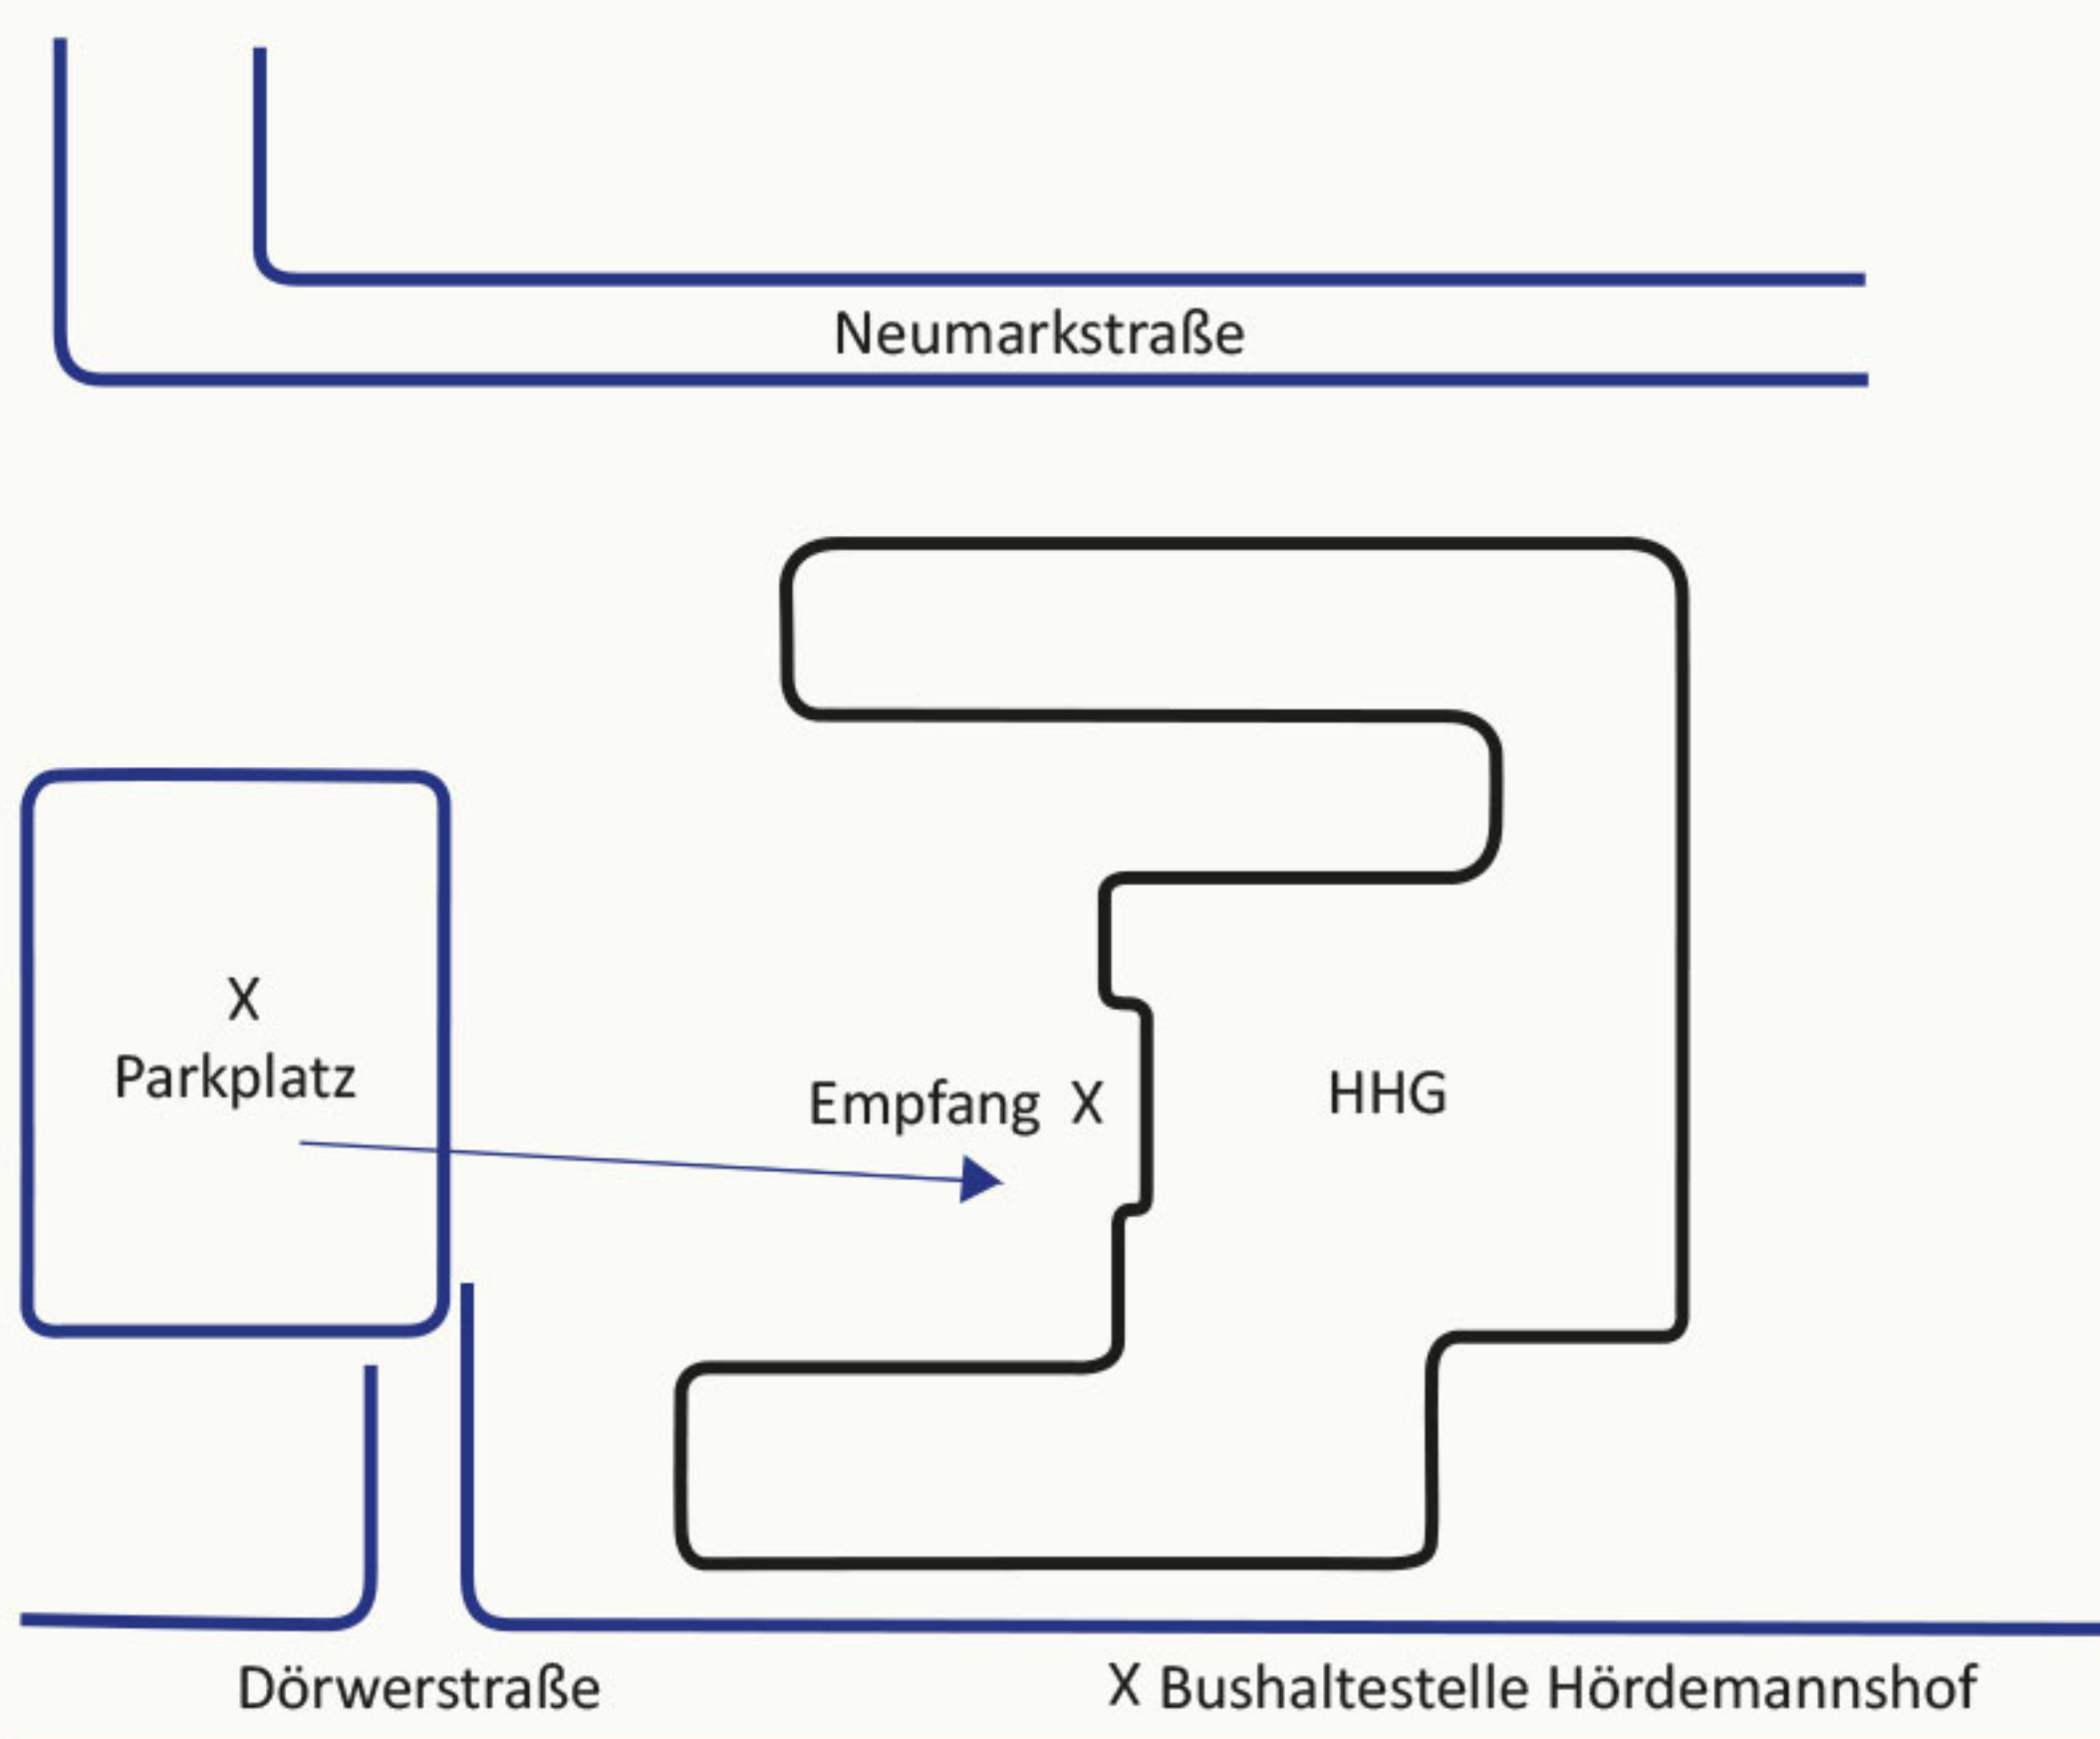 Neumarkstraße
X
Parkplatz
Empfang X
HHG
Dörwerstraße
X Bushaltestelle Hördemannshof